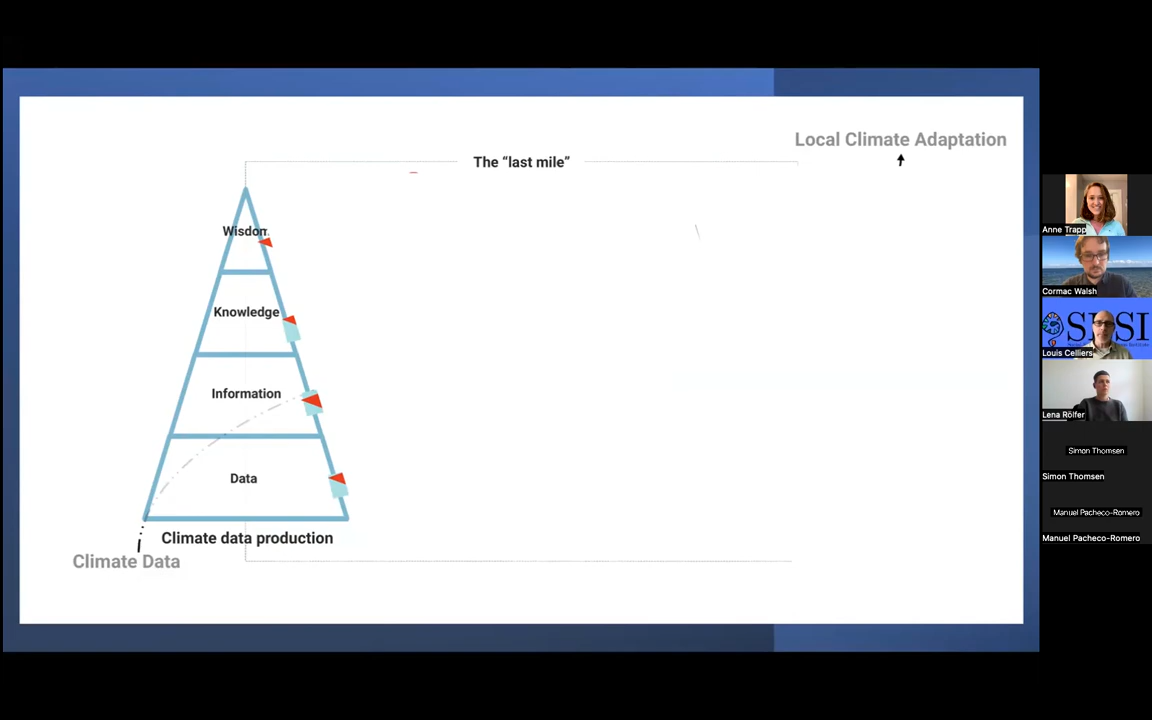 Local Climate Adaptation
The “last mile”
Wisdom
Knowledge
Information
Data
Climate data production
Climate Data
Anne Trapp
Cormac Walsh
Louis Celliers
Lena Rölfer
Simon Thomsen
Simon Thomsen
Manuel Pacheco-Romero
Manuel Pacheco-Romero